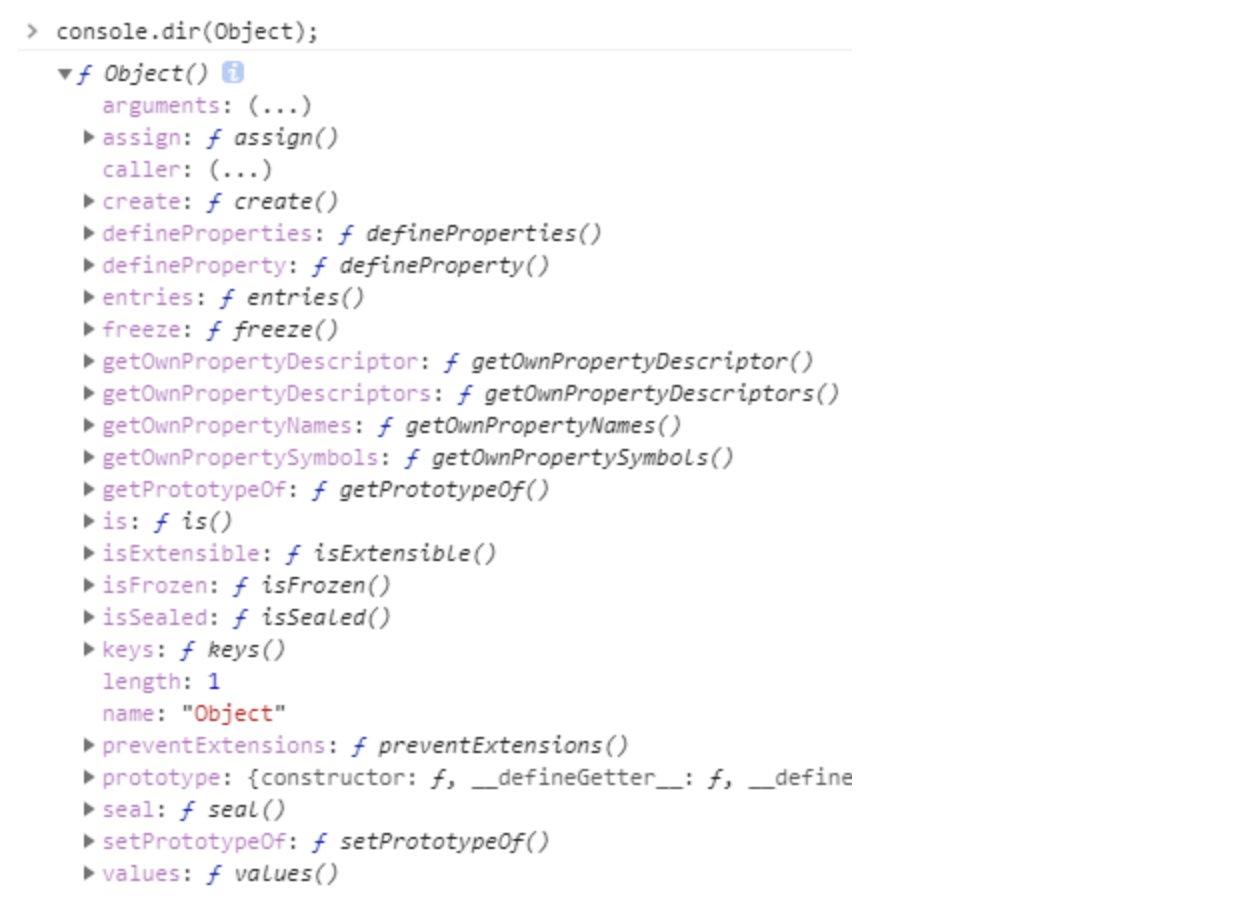 > console.dir(Object);
▼ ƒ Object() i
arguments: (...)
▶ assign: ƒ assign()
caller: (...)
▶ create: ƒ create()
▶ defineProperties: ƒ defineProperties()
▶ defineProperty: ƒ defineProperty()
▶ entries: ƒ entries()
▶ freeze: ƒ freeze()
▶ getOwnPropertyDescriptor: ƒ getOwnPropertyDescriptor()
▶ getOwnPropertyDescriptors: ƒ getOwnPropertyDescriptors()
▶ getOwnPropertyNames: ƒ getOwnPropertyNames()
▶ getOwnPropertySymbols: ƒ getOwnPropertySymbols()
▶ getPrototypeOf: ƒ getPrototypeOf()
▶ is: ƒ is()
▶ isExtensible: ƒ isExtensible()
▶ isFrozen: ƒ isFrozen()
▶ isSealed: ƒ isSealed()
▶ keys: ƒ keys()
length: 1
name: "Object"
▶ preventExtensions: ƒ preventExtensions()
▶ prototype: {constructor: ƒ, __defineGetter__: ƒ, __define
▶ seal: ƒ seal()
▶ setPrototypeOf: ƒ setPrototypeOf()
▶ values: ƒ values()